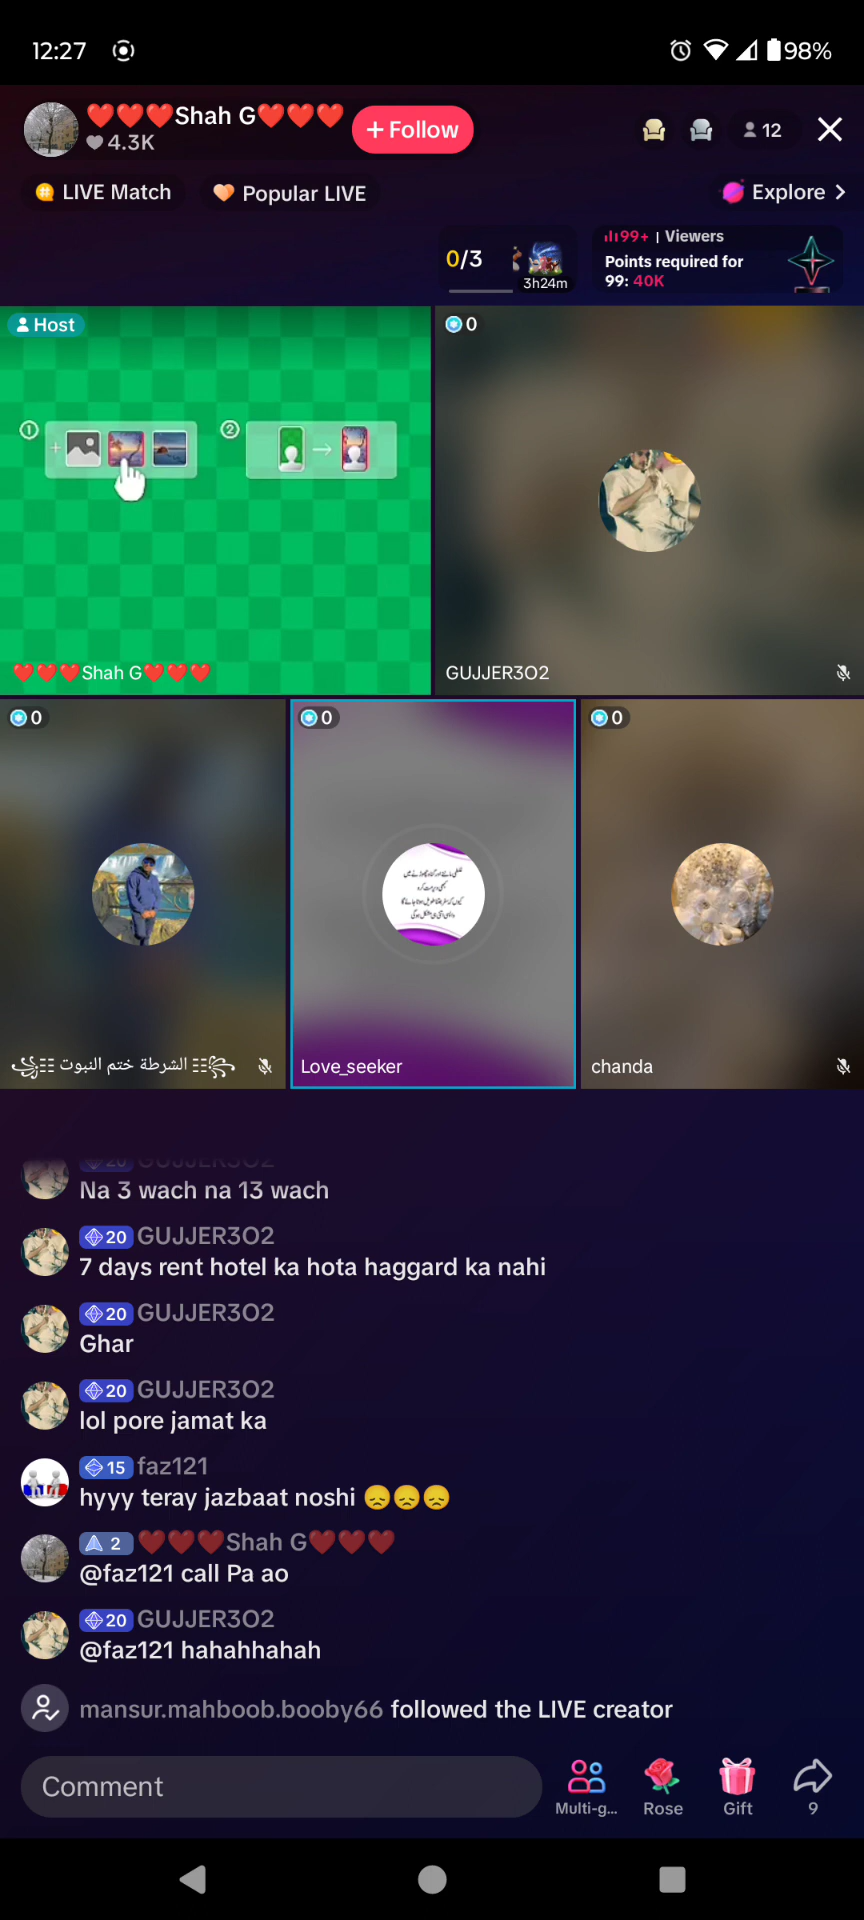 12:27
98%
❤️❤️❤️Shah G❤️❤️❤️
4.3K
+ Follow
12
LIVE Match
Popular LIVE
Explore >
0/3
3h24m
99+ | Viewers
Points required for
99: 40K
Host
1
2
❤️❤️❤️Shah G❤️❤️❤️
0
GUJJER3O2
0
الشرطة ختم النبوت
0
Love_seeker
0
chanda
20 GUJJER3O2
Na 3 wach na 13 wach
20 GUJJER3O2
7 days rent hotel ka hota haggard ka nahi
20 GUJJER3O2
Ghar
20 GUJJER3O2
lol pore jamat ka
15 faz121
hyyy teray jazbaat noshi 😞😞😞
2 ❤️❤️❤️Shah G❤️❤️❤️
@faz121 call Pa ao
20 GUJJER3O2
@faz121 hahahhahah
mansur.mahboob.booby66 followed the LIVE creator
Comment
Multi-g...
Rose
Gift
9